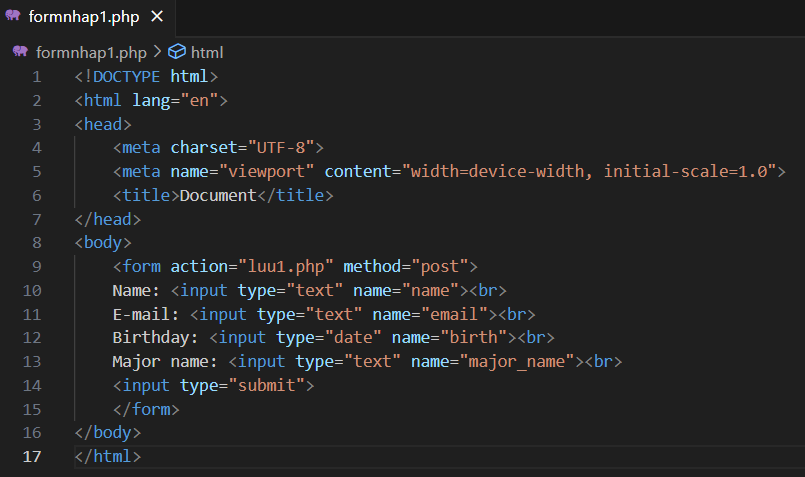 formnhap1.php
formnhap1.php > html
1 <!DOCTYPE html>
2 <html lang="en">
3 <head>
4     <meta charset="UTF-8">
5     <meta name="viewport" content="width=device-width, initial-scale=1.0">
6     <title>Document</title>
7 </head>
8 <body>
9     <form action="luu1.php" method="post">
10     Name: <input type="text" name="name"><br>
11     E-mail: <input type="text" name="email"><br>
12     Birthday: <input type="date" name="birth"><br>
13     Major name: <input type="text" name="major_name"><br>
14     <input type="submit">
15     </form>
16 </body>
17 </html>